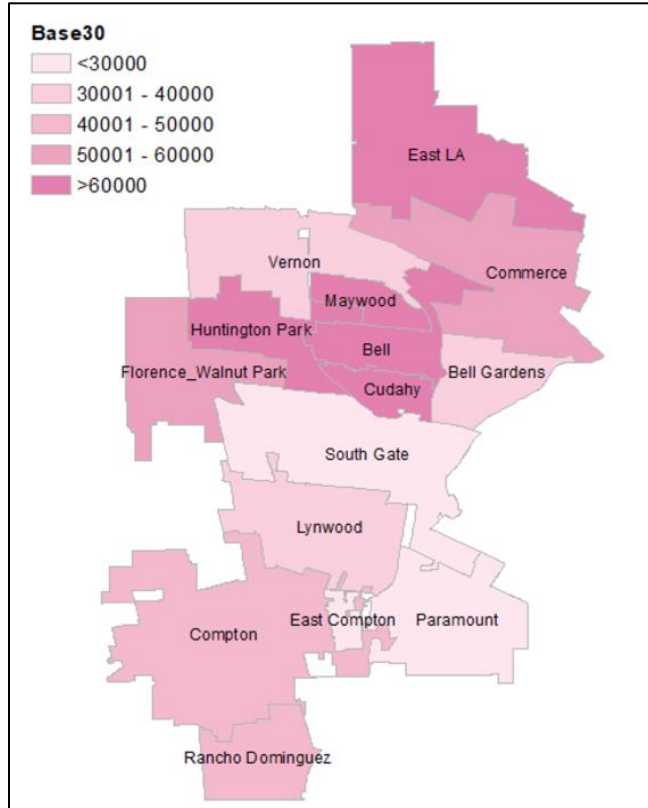 Base30
<30000
30001 - 40000
40001 - 50000
50001 - 60000
>60000
East LA
Vernon
Commerce
Maywood
Huntington Park
Bell
Florence_Walnut Park
Bell Gardens
Cudahy
South Gate
Lynwood
East Compton
Paramount
Compton
Rancho Dominguez